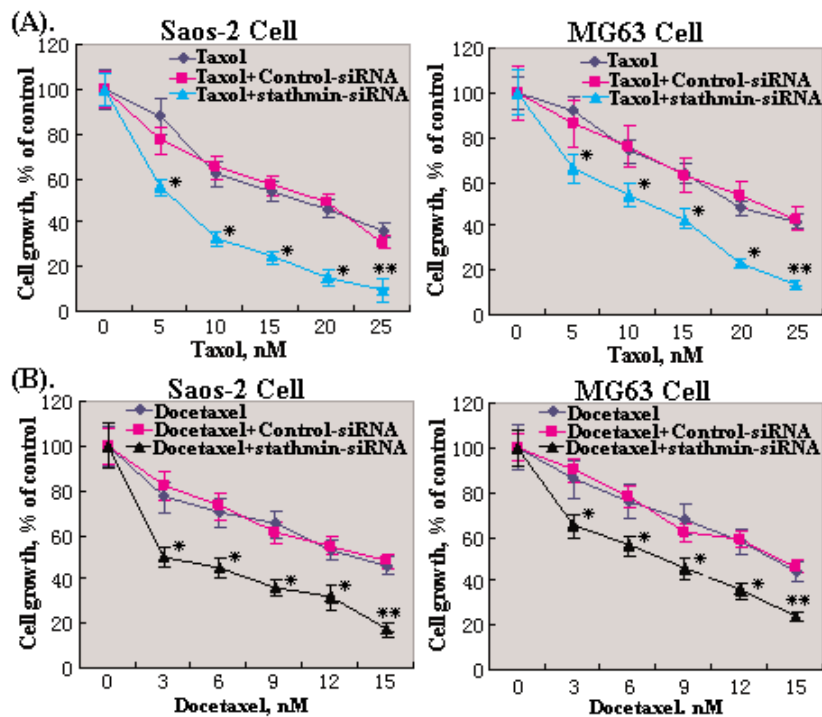 (A).
Saos-2 Cell
Taxol
Taxol+Control-siRNA
Taxol+stathmin-siRNA
Cell growth, % of control
120
100
80
60
40
20
0
*
*
*
*
**
0 5 10 15 20 25
Taxol, nM
MG63 Cell
Taxol
Taxol+Control-siRNA
Taxol+stathmin-siRNA
Cell growth, % of control
120
100
80
60
40
20
0
*
*
*
*
**
0 5 10 15 20 25
Taxol, nM
(B).
Saos-2 Cell
Docetaxel
Docetaxel+Control-siRNA
Docetaxel+stathmin-siRNA
Cell growth, % of control
120
100
80
60
40
20
0
*
*
*
*
**
0 3 6 9 12 15
Docetaxel, nM
MG63 Cell
Docetaxel
Docetaxel+Control-siRNA
Docetaxel+stathmin-siRNA
Cell growth, % of control
120
100
80
60
40
20
0
*
*
*
*
**
0 3 6 9 12 15
Docetaxel. nM